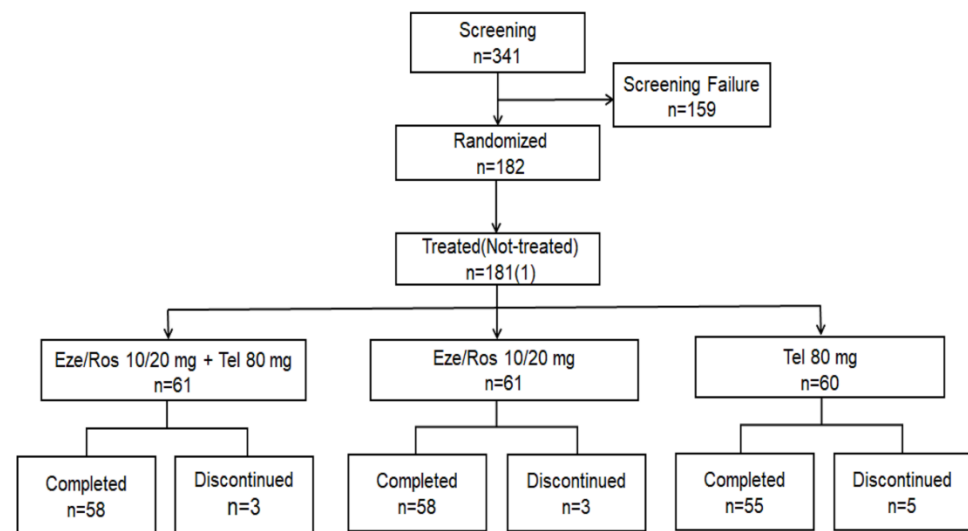 Screening
n=341
Screening Failure
n=159
Randomized
n=182
Treated(Not-treated)
n=181(1)
Eze/Ros 10/20 mg + Tel 80 mg
n=61
Eze/Ros 10/20 mg
n=61
Tel 80 mg
n=60
Completed
n=58
Discontinued
n=3
Completed
n=58
Discontinued
n=3
Completed
n=55
Discontinued
n=5